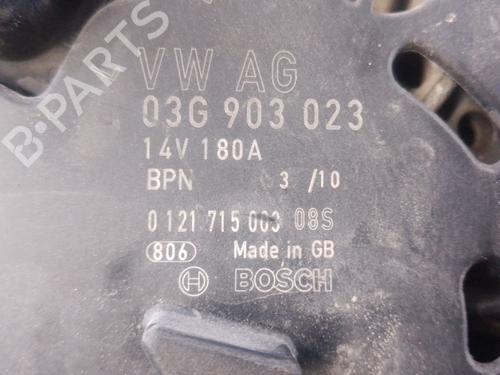 B-PARTS
VW AG
03G 903 023
14V 180A
BPN 3 /10
0 121 715 003 08S
806 Made in GB
BOSCH